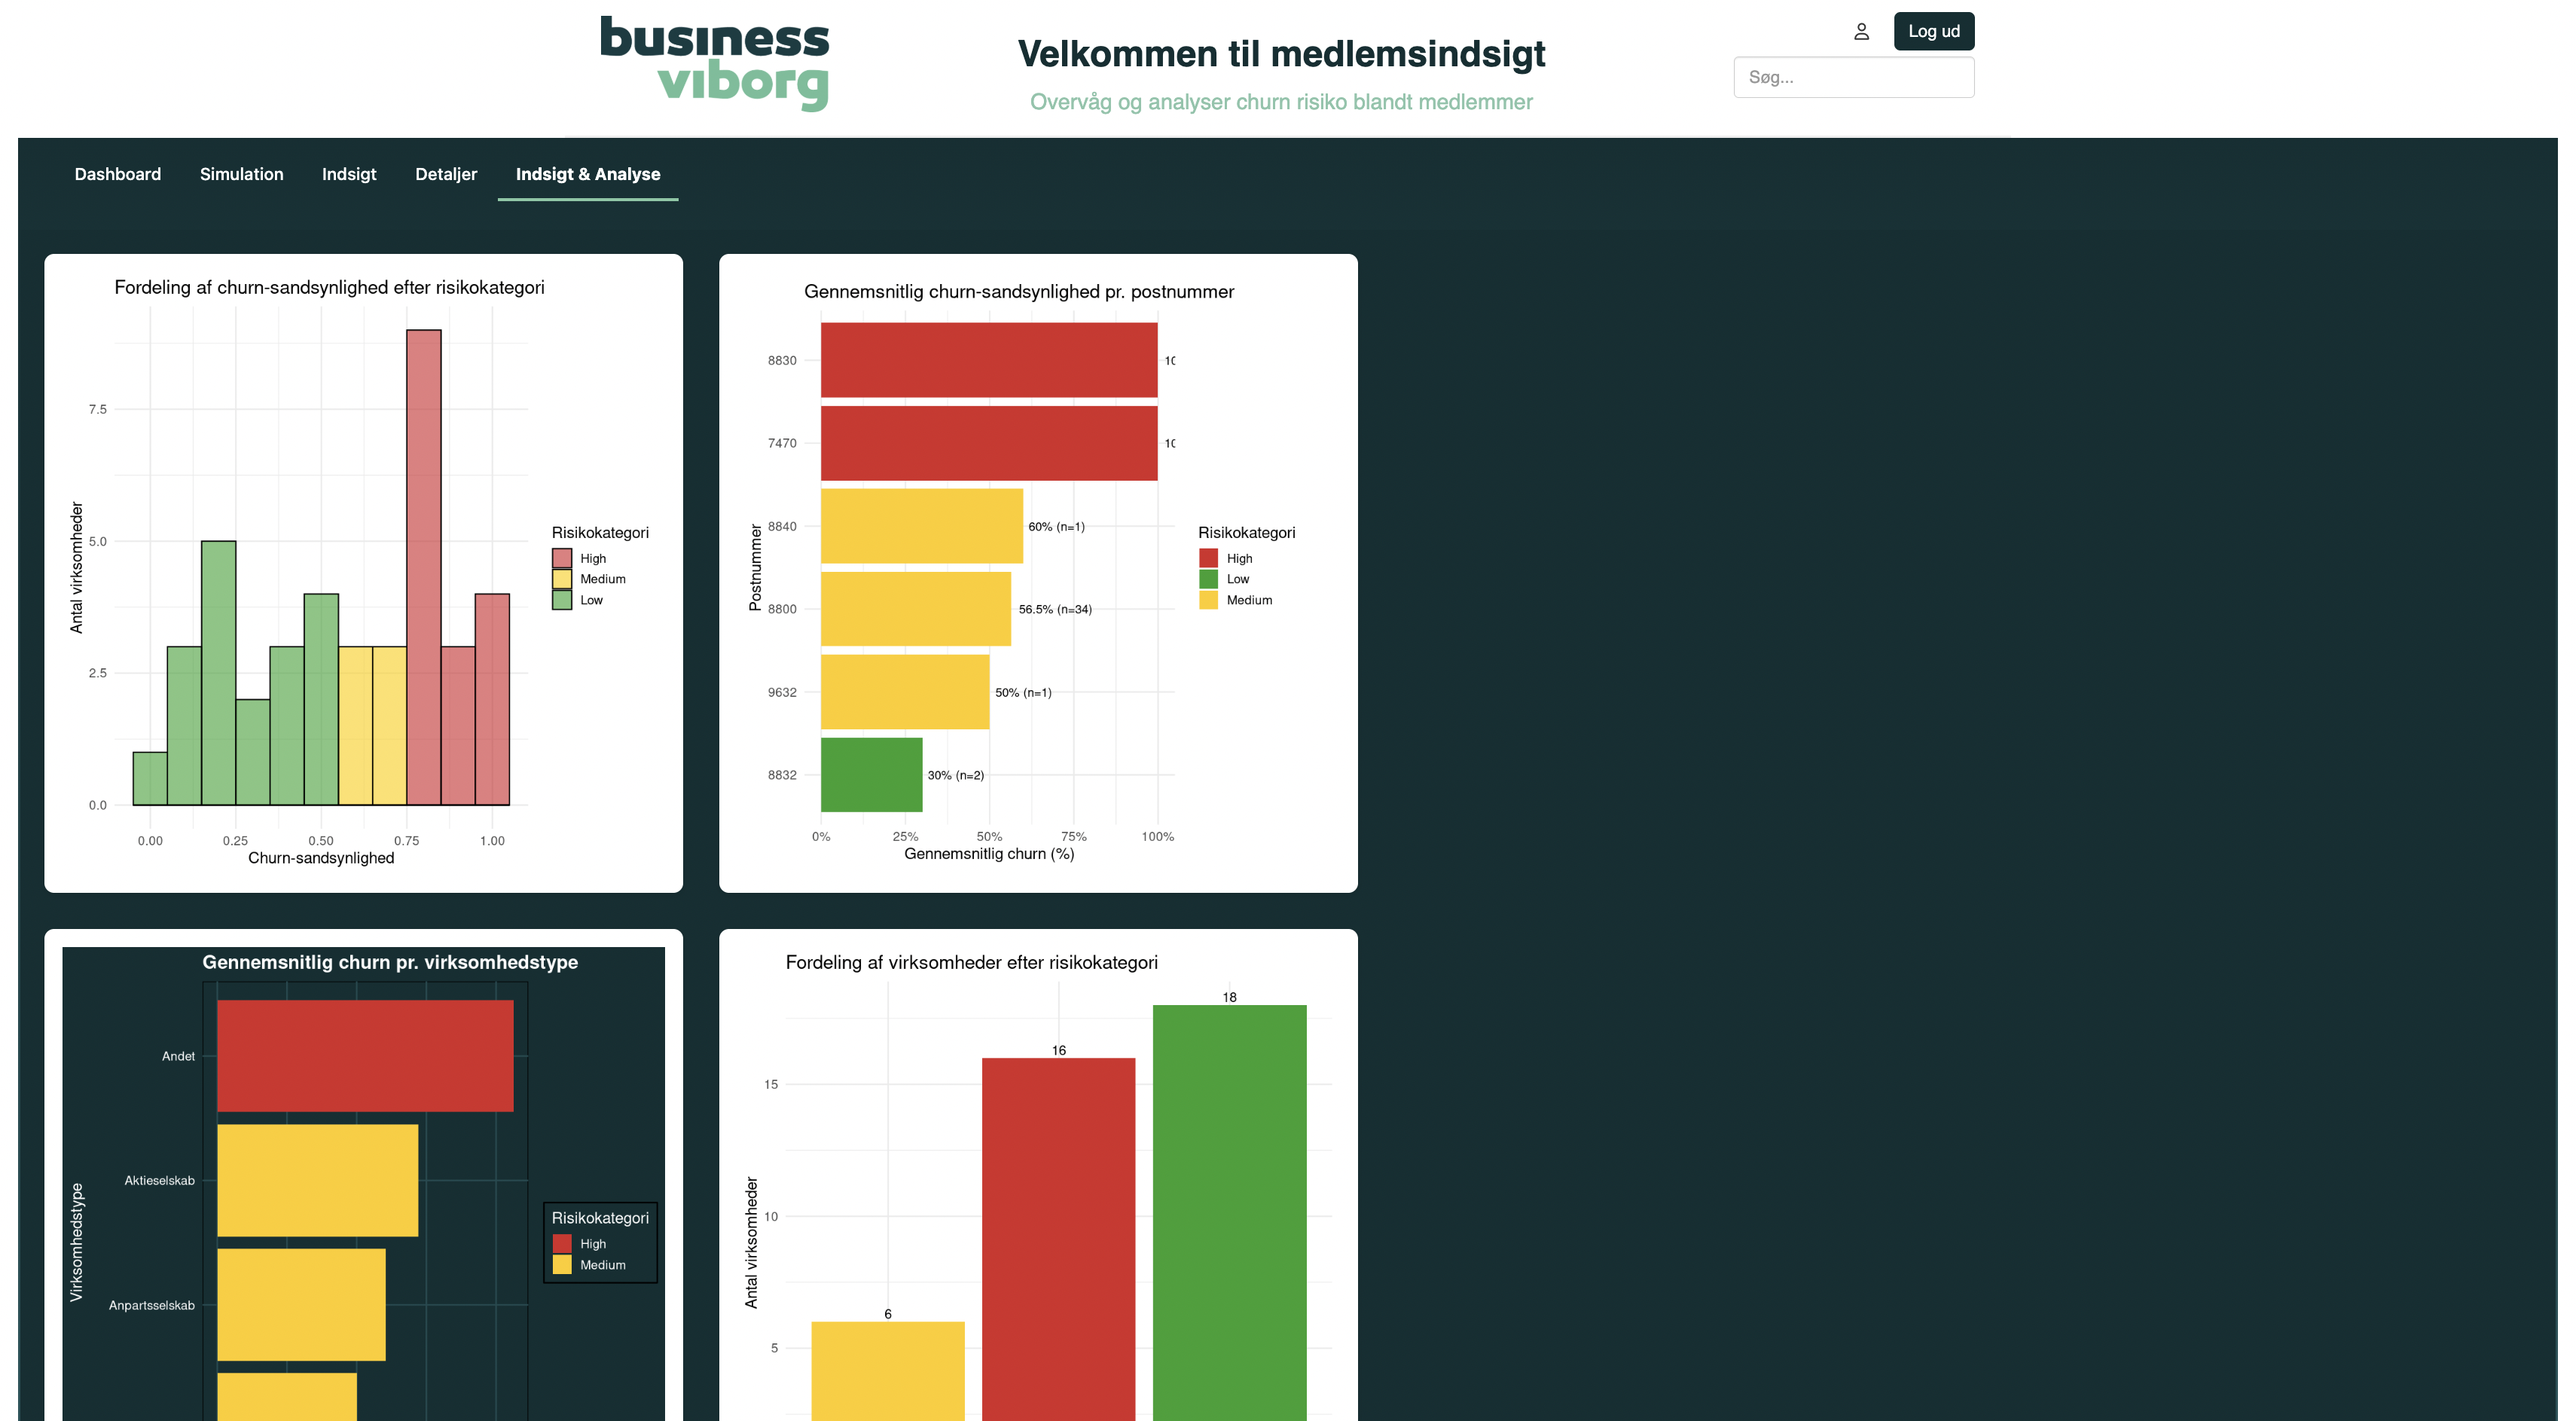 business
viborg
Velkommen til medlemsindsigt
Overvåg og analyser churn risiko blandt medlemmer
Log ud
Søg...
Dashboard
Simulation
Indsigt
Detaljer
Indsigt & Analyse
Fordeling af churn-sandsynlighed efter risikokategori
Antal virksomheder
7.5
5.0
2.5
0.0
0.00
0.25
0.50
0.75
1.00
Churn-sandsynlighed
Risikokategori
High
Medium
Low
Gennemsnitlig churn-sandsynlighed pr. postnummer
Postnummer
8830
7470
8840
60% (n=1)
8800
56.5% (n=34)
9632
50% (n=1)
8832
30% (n=2)
0%
25%
50%
75%
100%
Gennemsnitlig churn (%)
Risikokategori
High
Low
Medium
Gennemsnitlig churn pr. virksomhedstype
Virksomhedstype
Andet
Aktieselskab
Anpartsselskab
Risikokategori
High
Medium
Fordeling af virksomheder efter risikokategori
Antal virksomheder
15
10
5
6
16
18